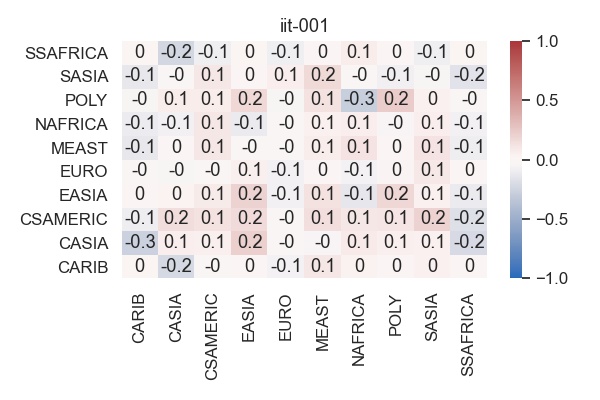 iit-001
SSAFRICA 0 -0.2 -0.1 0 -0.1 0 0.1 0 -0.1 0
SASIA -0.1 -0 0.1 0 0.1 0.2 -0 -0.1 -0 -0.2
POLY -0 0.1 0.1 0.2 -0 0.1 -0.3 0.2 0 -0
NAFRICA -0.1 -0.1 0.1 -0.1 -0 0.1 0.1 -0 0.1 -0.1
MEAST -0.1 0 0.1 -0 -0 0.1 0.1 0 0.1 -0.1
EURO -0 -0 -0 0.1 -0.1 0 -0.1 0 0.1 0
EASIA 0 0 0.1 0.2 -0.1 0.1 -0.1 0.2 0.1 -0.1
CSAMERIC -0.1 0.2 0.1 0.2 -0 0.1 0.1 0.1 0.2 -0.2
CASIA -0.3 0.1 0.1 0.2 -0 -0 0.1 0.1 0.1 -0.2
CARIB 0 -0.2 -0 0 -0.1 0.1 0 0 0 0
CARIB CASIA CSAMERIC EASIA EURO MEAST NAFRICA POLY SASIA SSAFRICA
1.0
0.5
0.0
−0.5
−1.0